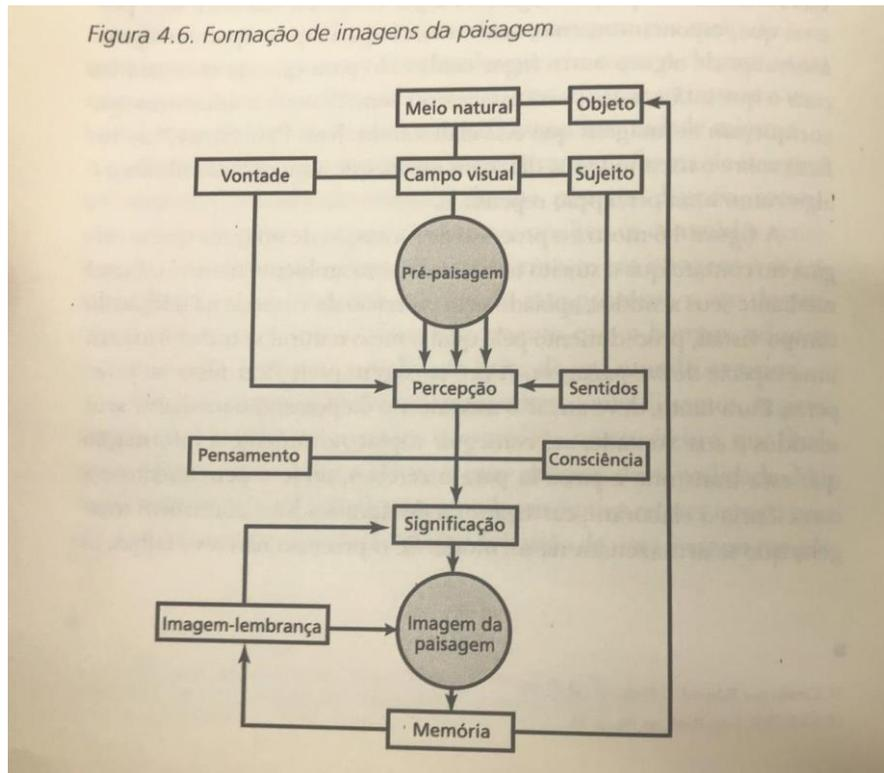 Figura 4.6. Formação de imagens da paisagem
Meio natural
Objeto
Vontade
Campo visual
Sujeito
Pré-paisagem
Percepção
Sentidos
Pensamento
Consciência
Significação
Imagem-lembrança
Imagem da
paisagem
Memória